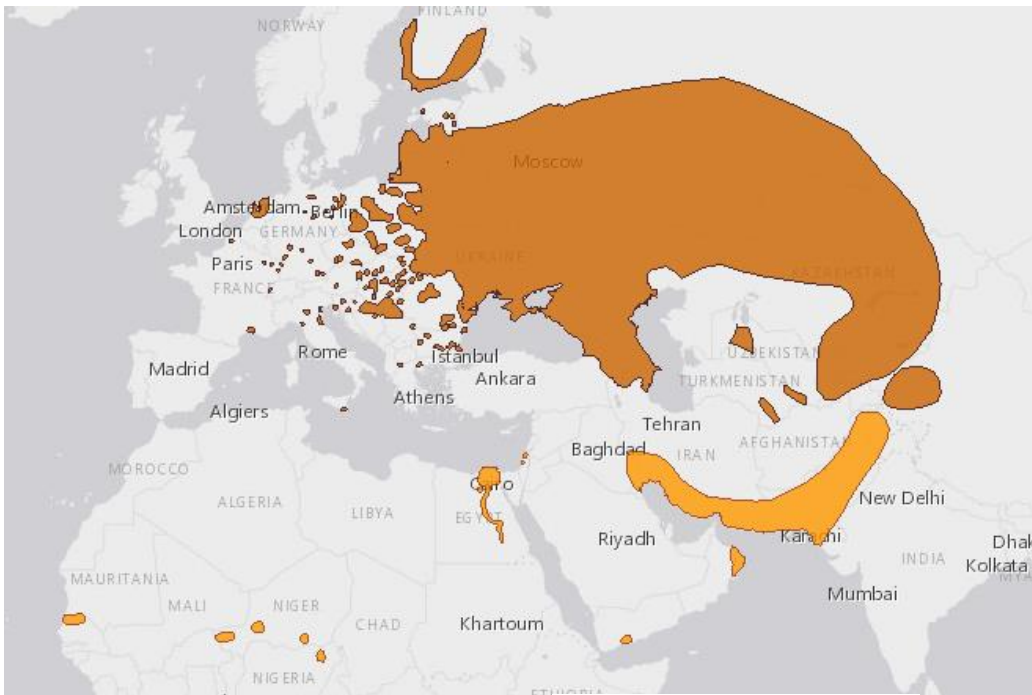 FINLAND
NORWAY
Moscow
Amsterdam
Berlin
London
GERMANY
Paris
UKRAINE
FRANCE
KAZAKHSTAN
Rome
Istanbul
UZBEKISTAN
Madrid
Ankara
TURKMENISTAN
Athens
Algiers
Tehran
Baghdad
IRAN
AFGHANISTAN
MOROCCO
Cairo
New Delhi
ALGERIA
LIBYA
EGYPT
Riyadh
Karachi
INDIA
Dhak
Kolkata
MAURITANIA
MALI
NIGER
Mumbai
CHAD
Khartoum
NIGERIA
ETHIOPIA